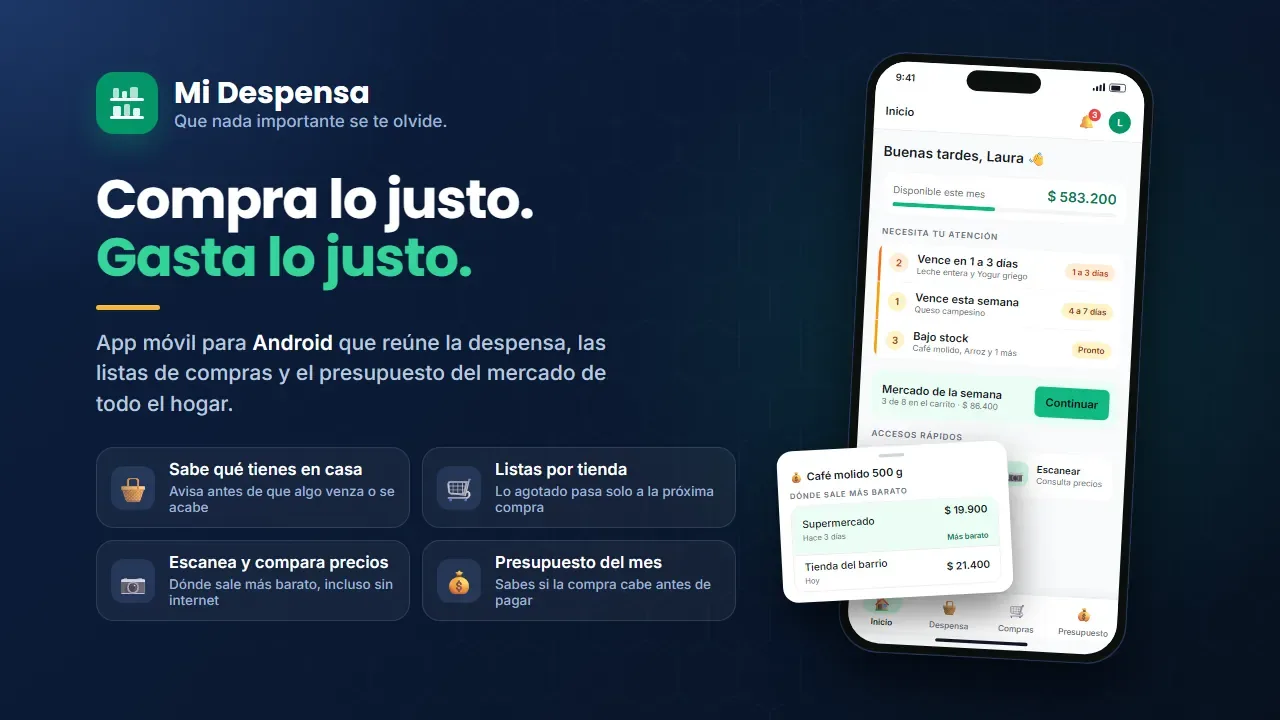 Mi Despensa
Que nada importante se te olvide.
Compra lo justo.
Gasta lo justo.
App móvil para Android que reúne la despensa, las
listas de compras y el presupuesto del mercado de
todo el hogar.
Sabe qué tienes en casa
Avisa antes de que algo venza o se
acabe
Listas por tienda
Lo agotado pasa solo a la próxima
compra
Escanea y compara precios
Dónde sale más barato, incluso sin
internet
Presupuesto del mes
Sabes si la compra cabe antes de
pagar
9:41
Inicio
3
L
Buenas tardes, Laura
Disponible este mes
$ 583.200
NECESITA TU ATENCIÓN
2
Vence en 1 a 3 días
Leche entera y Yogur griego
1 a 3 días
1
Vence esta semana
Queso campesino
4 a 7 días
3
Bajo stock
Café molido, Arroz y 1 más
Pronto
Mercado de la semana
3 de 8 en el carrito · $ 86.400
Continuar
ACCESOS RÁPIDOS
Escanear
Consulta precios
Café molido 500 g
DÓNDE SALE MÁS BARATO
Supermercado
Hace 3 días
$ 19.900
Más barato
Tienda del barrio
Hoy
$ 21.400
Inicio
Despensa
Compras
Presupuesto